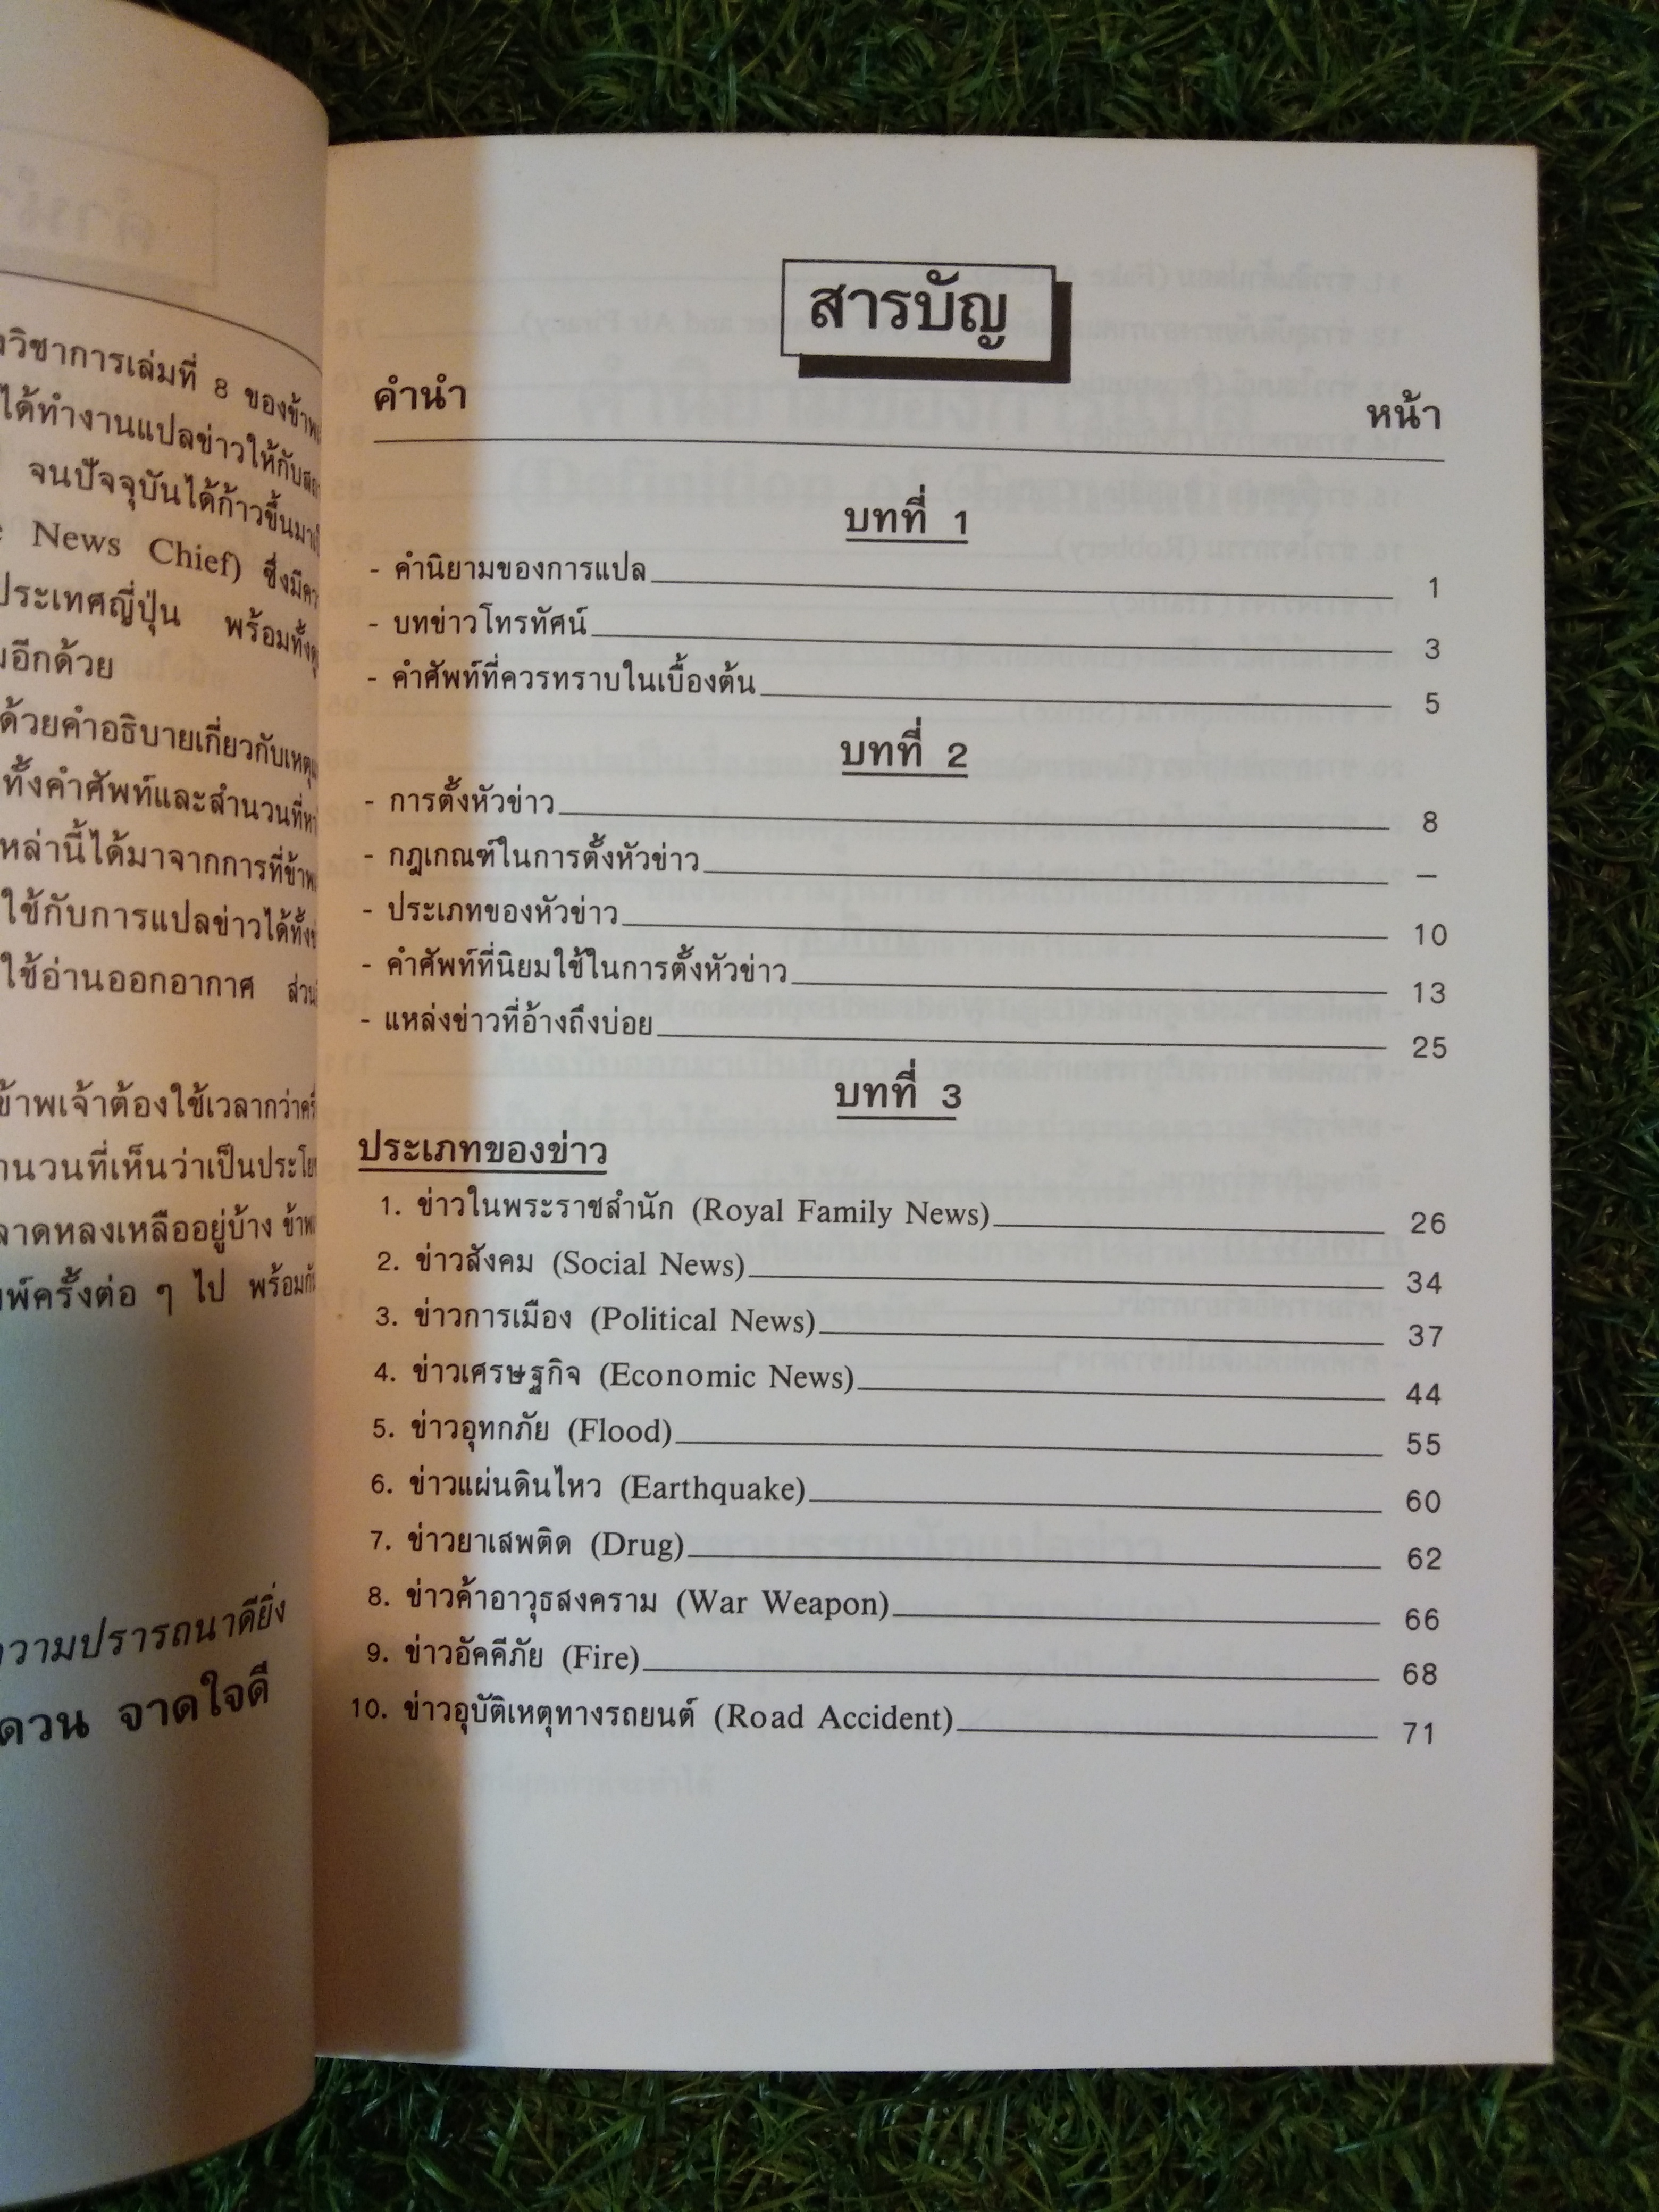 วิชาการเล่มที่ 8 ของข้าพ
ได้ทำงานแปลข่าวให้กับ
จนปัจจุบันได้ก้าวขึ้นมา
News Chief) ซึ่งมี
ประเทศญี่ปุ่น พร้อมทั้ง
อีกด้วย
ด้วยคำอธิบายเกี่ยวกับเหตุ
ทั้งคำศัพท์และสำนวนที่
เหล่านี้ได้มาจากการที่ข้าพ
ใช้กับการแปลข่าวได้ทั้ง
ใช้อ่านออกอากาศ ส่วน
ข้าพเจ้าต้องใช้เวลากว่า
นวนที่เห็นว่าเป็นประโย
ลาดหลงเหลืออยู่บ้าง ข้าพ
พ์ครั้งต่อ ๆ ไป พร้อม
ความปรารถนาดียิ่ง
ดวน จาดใจดี
สารบัญ
คำนำ หน้า
บทที่ 1
- คำนิยามของการแปล 1
- บทข่าวโทรทัศน์ 3
- คำศัพท์ที่ควรทราบในเบื้องต้น 5
บทที่ 2
- การตั้งหัวข่าว 8
- กฎเกณฑ์ในการตั้งหัวข่าว –
- ประเภทของหัวข่าว 10
- คำศัพท์ที่นิยมใช้ในการตั้งหัวข่าว 13
- แหล่งข่าวที่อ้างถึงบ่อย 25
บทที่ 3
ประเภทของข่าว
1. ข่าวในพระราชสำนัก (Royal Family News) 26
2. ข่าวสังคม (Social News) 34
3. ข่าวการเมือง (Political News) 37
4. ข่าวเศรษฐกิจ (Economic News) 44
5. ข่าวอุทกภัย (Flood) 55
6. ข่าวแผ่นดินไหว (Earthquake) 60
7. ข่าวยาเสพติด (Drug) 62
8. ข่าวค้าอาวุธสงคราม (War Weapon) 66
9. ข่าวอัคคีภัย (Fire) 68
10. ข่าวอุบัติเหตุทางรถยนต์ (Road Accident) 71